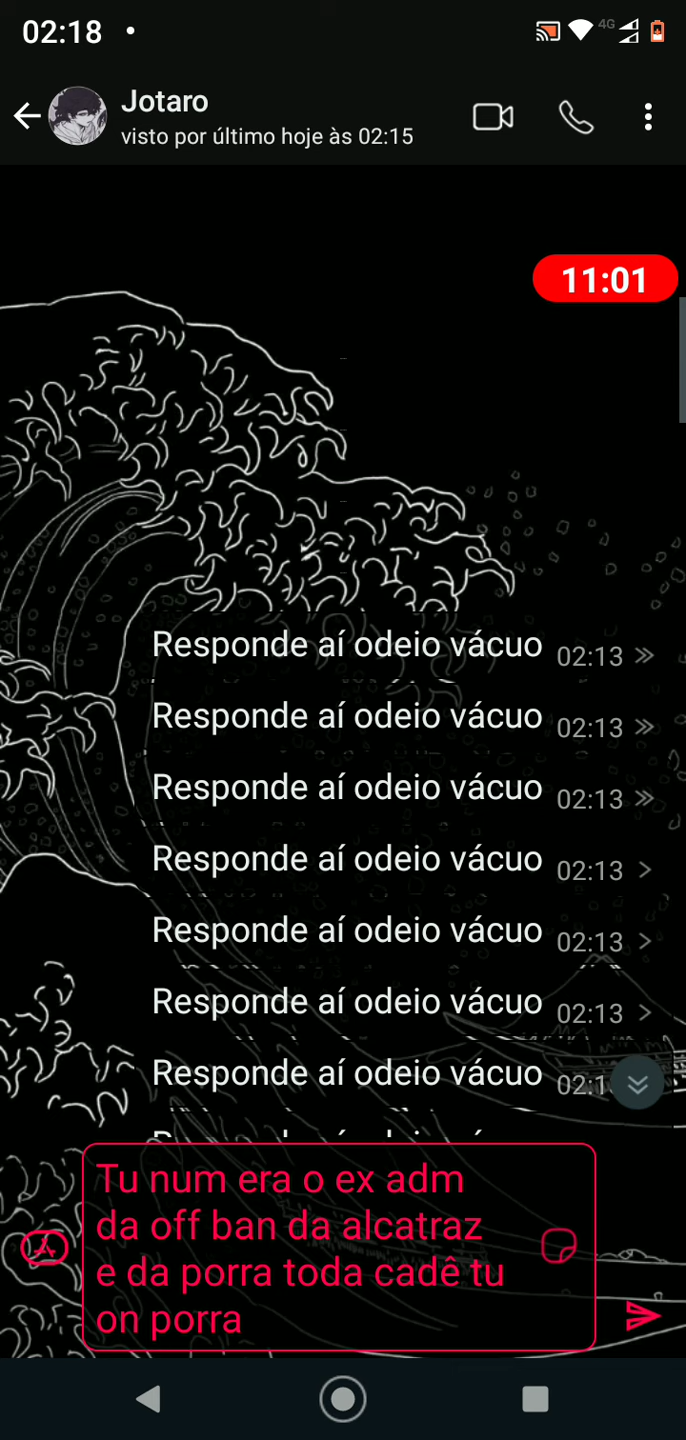 02:18
4G
Jotaro
visto por último hoje às 02:15
11:01
Responde aí odeio vácuo 02:13
Responde aí odeio vácuo 02:13
Responde aí odeio vácuo 02:13
Responde aí odeio vácuo 02:13
Responde aí odeio vácuo 02:13
Responde aí odeio vácuo 02:13
Responde aí odeio vácuo
Tu num era o ex adm
da off ban da alcatraz
e da porra toda cadê tu
on porra